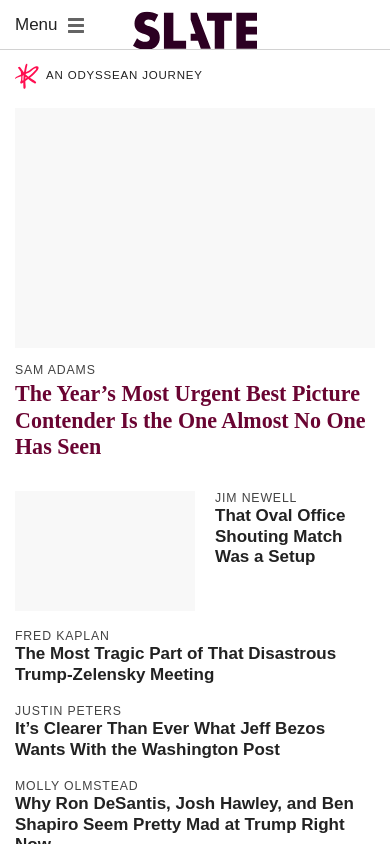 Menu
SLATE
AN ODYSSEAN JOURNEY
SAM ADAMS
The Year’s Most Urgent Best Picture
Contender Is the One Almost No One
Has Seen
JIM NEWELL
That Oval Office
Shouting Match
Was a Setup
FRED KAPLAN
The Most Tragic Part of That Disastrous
Trump-Zelensky Meeting
JUSTIN PETERS
It’s Clearer Than Ever What Jeff Bezos
Wants With the Washington Post
MOLLY OLMSTEAD
Why Ron DeSantis, Josh Hawley, and Ben
Shapiro Seem Pretty Mad at Trump Right
Now